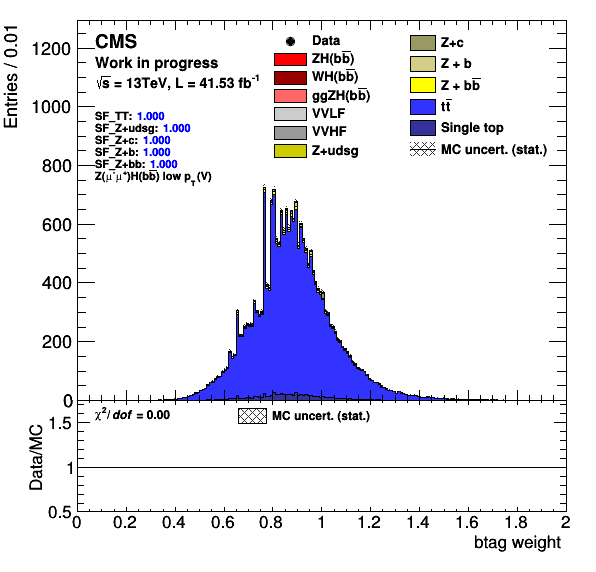 Entries / 0.01
1200
1000
800
600
400
200
0
CMS
Work in progress
√s = 13TeV, L = 41.53 fb⁻¹
SF_TT: 1.000
SF_Z+udsg: 1.000
SF_Z+c: 1.000
SF_Z+b: 1.000
SF_Z+bb: 1.000
Z(μ⁻μ⁺)H(bb̅) low p_T(V)
Data
ZH(bb̅)
WH(bb̅)
ggZH(bb̅)
VVLF
VVHF
Z+udsg
Z+c
Z + b
Z + bb̅
tt̅
Single top
MC uncert. (stat.)
Data/MC
1.5
1
0.5
χ²/dof = 0.00
MC uncert. (stat.)
0 0.2 0.4 0.6 0.8 1 1.2 1.4 1.6 1.8 2
btag weight